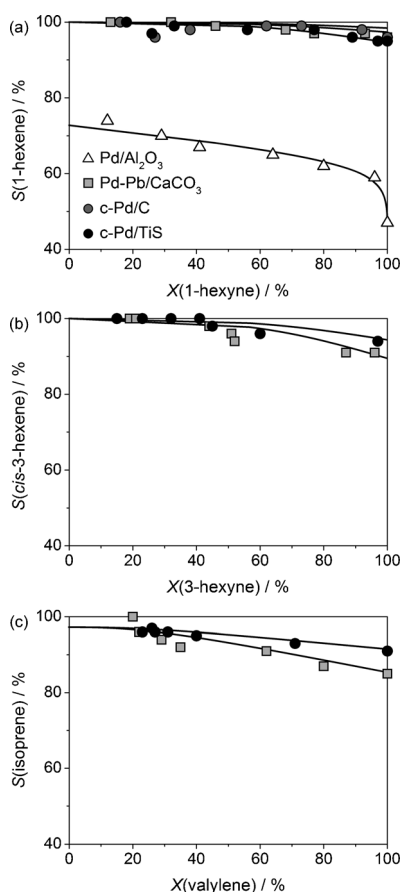 (a)
100
80
60
40
S(1-hexene) / %
Pd/Al2O3
Pd-Pb/CaCO3
c-Pd/C
c-Pd/TiS
0 20 40 60 80 100
X(1-hexyne) / %
(b)
100
80
60
40
S(cis-3-hexene) / %
0 20 40 60 80 100
X(3-hexyne) / %
(c)
100
80
60
40
S(isoprene) / %
0 20 40 60 80 100
X(valylene) / %